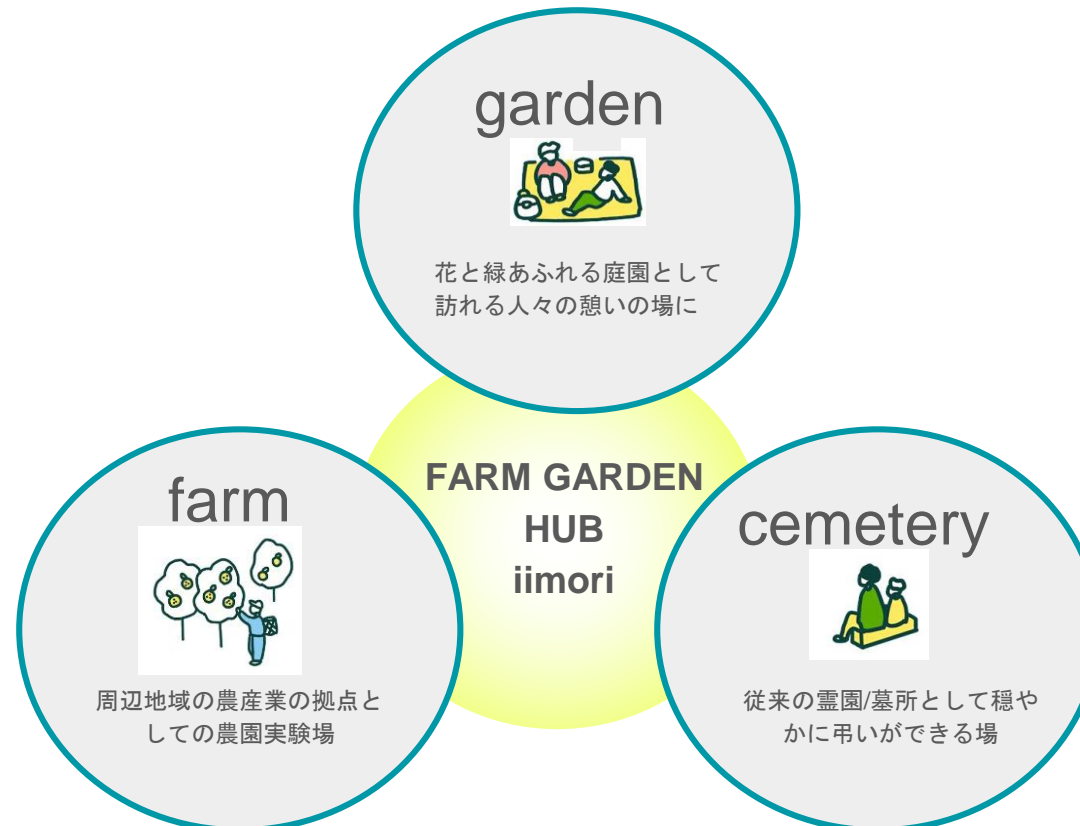 garden
花と緑あふれる庭園として
訪れる人々の憩いの場に
FARM GARDEN
HUB
iimori
farm
周辺地域の農産業の拠点と
しての農園実験場
cemetery
従来の霊園/墓所として穏や
かに弔いができる場